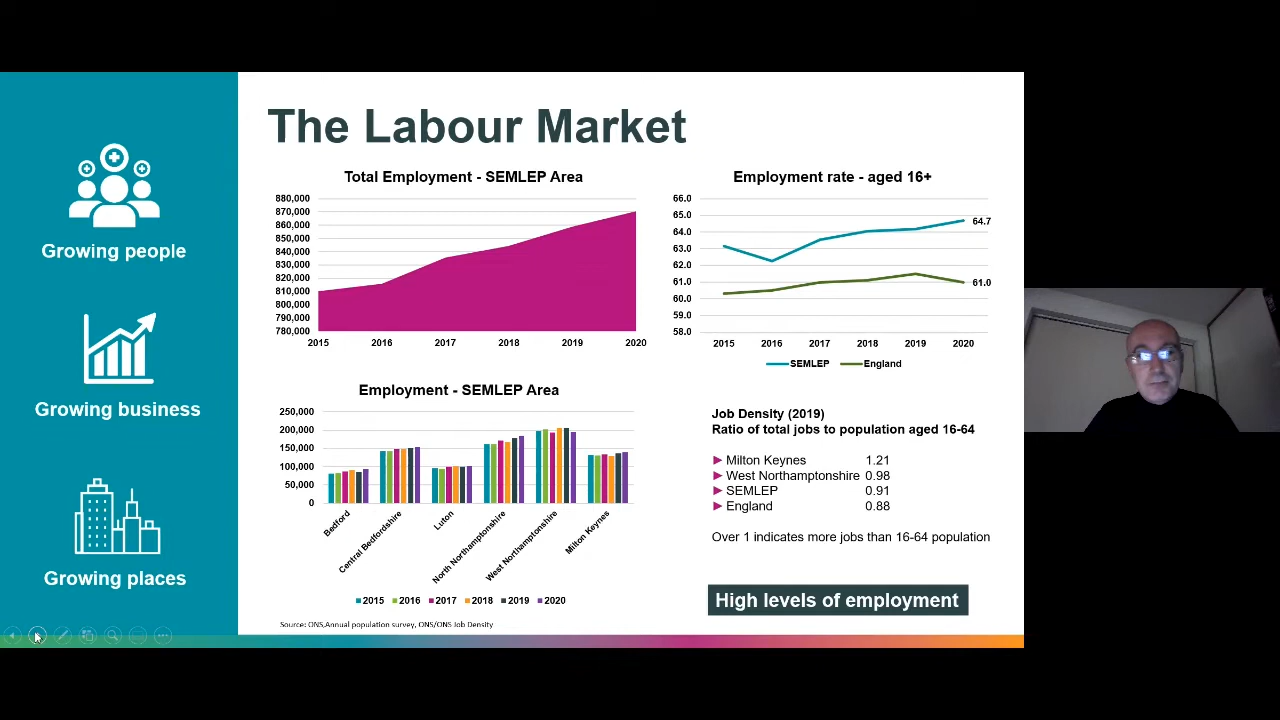 The Labour Market
Growing people
Growing business
Growing places
Total Employment - SEMLEP Area
880,000
870,000
860,000
850,000
840,000
830,000
820,000
810,000
800,000
790,000
780,000
2015 2016 2017 2018 2019 2020
Employment rate - aged 16+
66.0
65.0
64.0
63.0
62.0
61.0
60.0
59.0
58.0
64.7
61.0
2015 2016 2017 2018 2019 2020
SEMLEP England
Employment - SEMLEP Area
250,000
200,000
150,000
100,000
50,000
0
Bedford
Central Bedfordshire
Luton
North Northamptonshire
West Northamptonshire
Milton Keynes
2015 2016 2017 2018 2019 2020
Source: ONS,Annual population survey, ONS/ONS Job Density
Job Density (2019)
Ratio of total jobs to population aged 16-64
Milton Keynes 1.21
West Northamptonshire 0.98
SEMLEP 0.91
England 0.88
Over 1 indicates more jobs than 16-64 population
High levels of employment